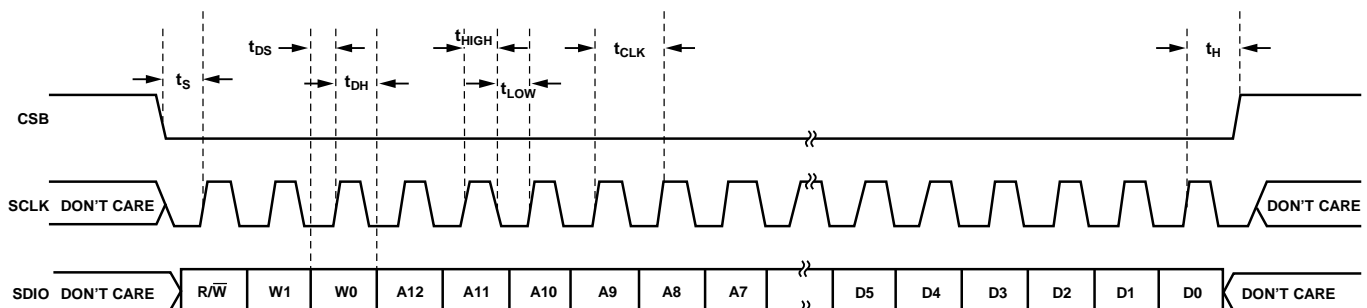 tDS
tHIGH
tCLK
tH
tS
tDH
tLOW
CSB
SCLK DON'T CARE
DON'T CARE
SDIO DON'T CARE
R/W̅
W1
W0
A12
A11
A10
A9
A8
A7
D5
D4
D3
D2
D1
D0
DON'T CARE